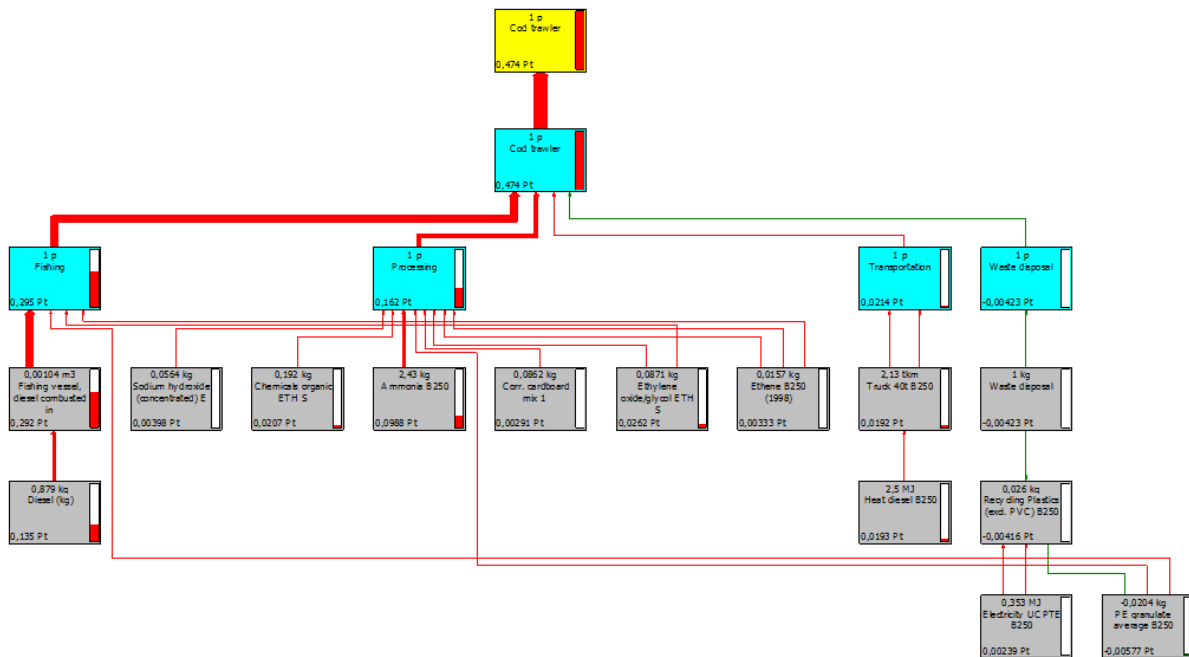 1 p
Cod trawler
0,474 Pt
1 p
Cod trawler
0,474 Pt
1 p
Fishing
0,295 Pt
1 p
Processing
0,162 Pt
1 p
Transportation
0,0214 Pt
1 p
Waste disposal
-0,00423 Pt
0,00104 m3
Fishing vessel,
diesel combusted
in
0,292 Pt
0,0564 kg
Sodium hydroxide
(concentrated) E
0,00398 Pt
0,192 kg
Chemicals organic
ETH S
0,0207 Pt
2,43 kg
Ammonia B250
0,0988 Pt
0,0862 kg
Corr. cardboard
mix 1
0,00291 Pt
0,0871 kg
Ethylene
oxide/glycol ETH
S
0,0262 Pt
0,0157 kg
Ethene B250
(1998)
0,00333 Pt
2,13 tkm
Truck 40t B250
0,0192 Pt
1 kg
Waste disposal
-0,00423 Pt
0,879 kg
Diesel (kg)
0,135 Pt
2,5 MJ
Heat diesel B250
0,0193 Pt
0,026 kg
Recycling Plastics
(excl. PVC) B250
-0,00416 Pt
0,353 MJ
Electricity UCPTE
B250
0,00239 Pt
-0,0204 kg
PE granulate
average B250
-0,00577 Pt